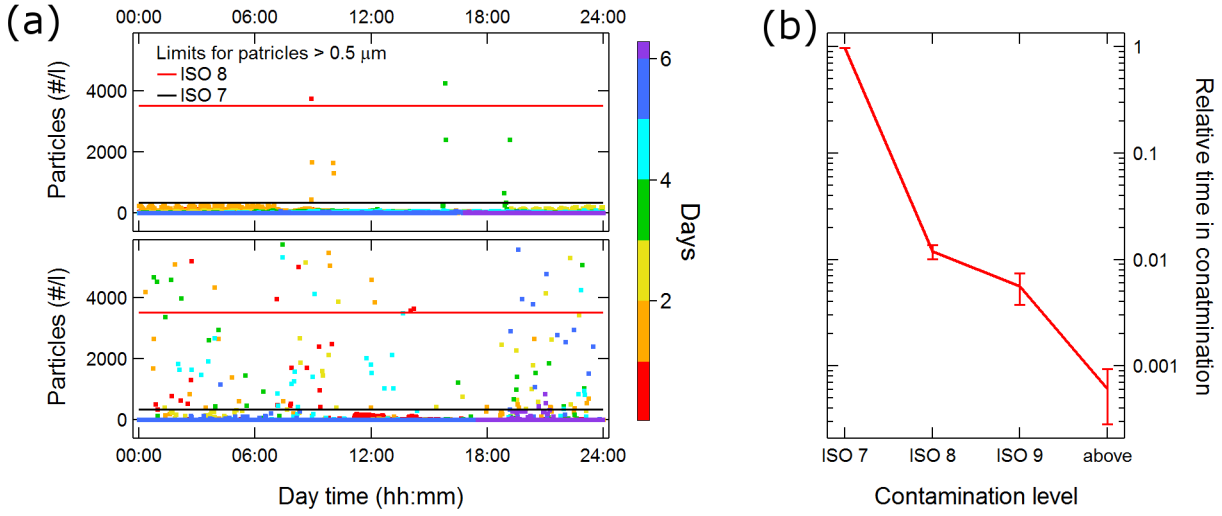 (a)
00:00 06:00 12:00 18:00 24:00
Limits for patricles > 0.5 μm
ISO 8
ISO 7
4000
2000
0
Particles (#/l)
4000
2000
0
Particles (#/l)
00:00 06:00 12:00 18:00 24:00
Day time (hh:mm)
6
4
2
Days
(b)
1
0.1
0.01
0.001
Relative time in conatmination
ISO 7 ISO 8 ISO 9 above
Contamination level